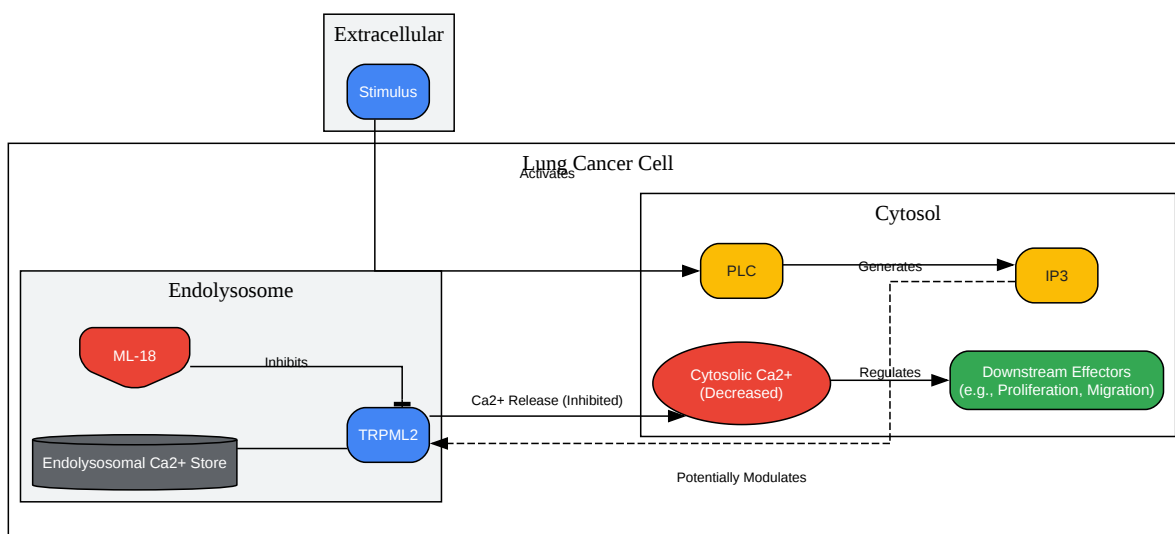 Extracellular
Stimulus
Lung Cancer Cell
Activates
Cytosol
PLC
Generates
IP3
Endolysosome
ML-18
Inhibits
Cytosolic Ca2+
(Decreased)
Regulates
Downstream Effectors
(e.g., Proliferation, Migration)
Ca2+ Release (Inhibited)
TRPML2
Endolysosomal Ca2+ Store
Potentially Modulates